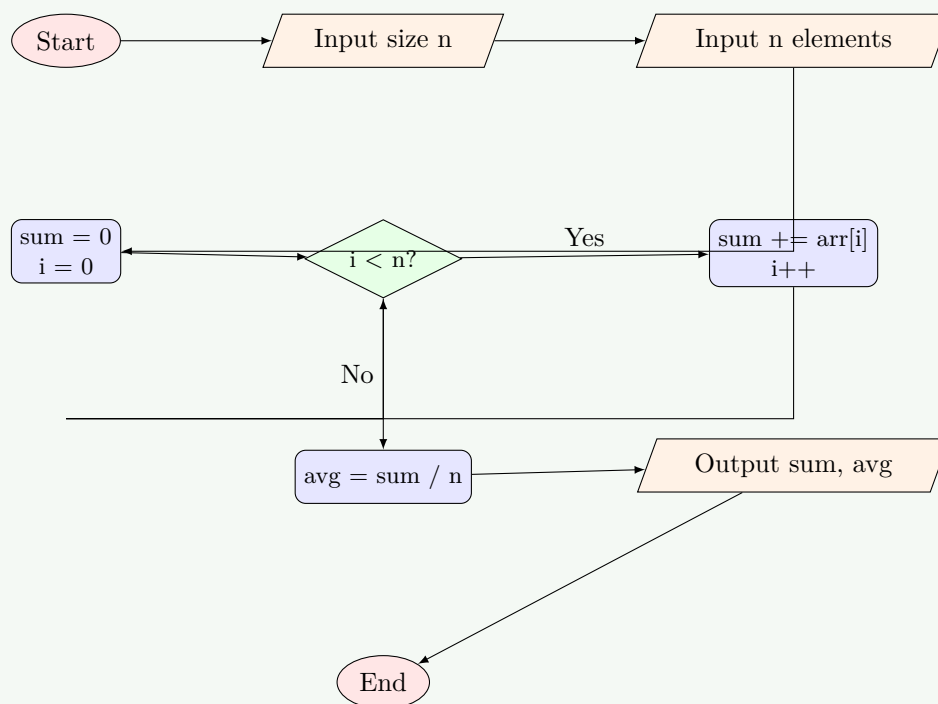 Start
Input size n
Input n elements
sum = 0
i = 0
i < n?
Yes
sum += arr[i]
i++
No
avg = sum / n
Output sum, avg
End